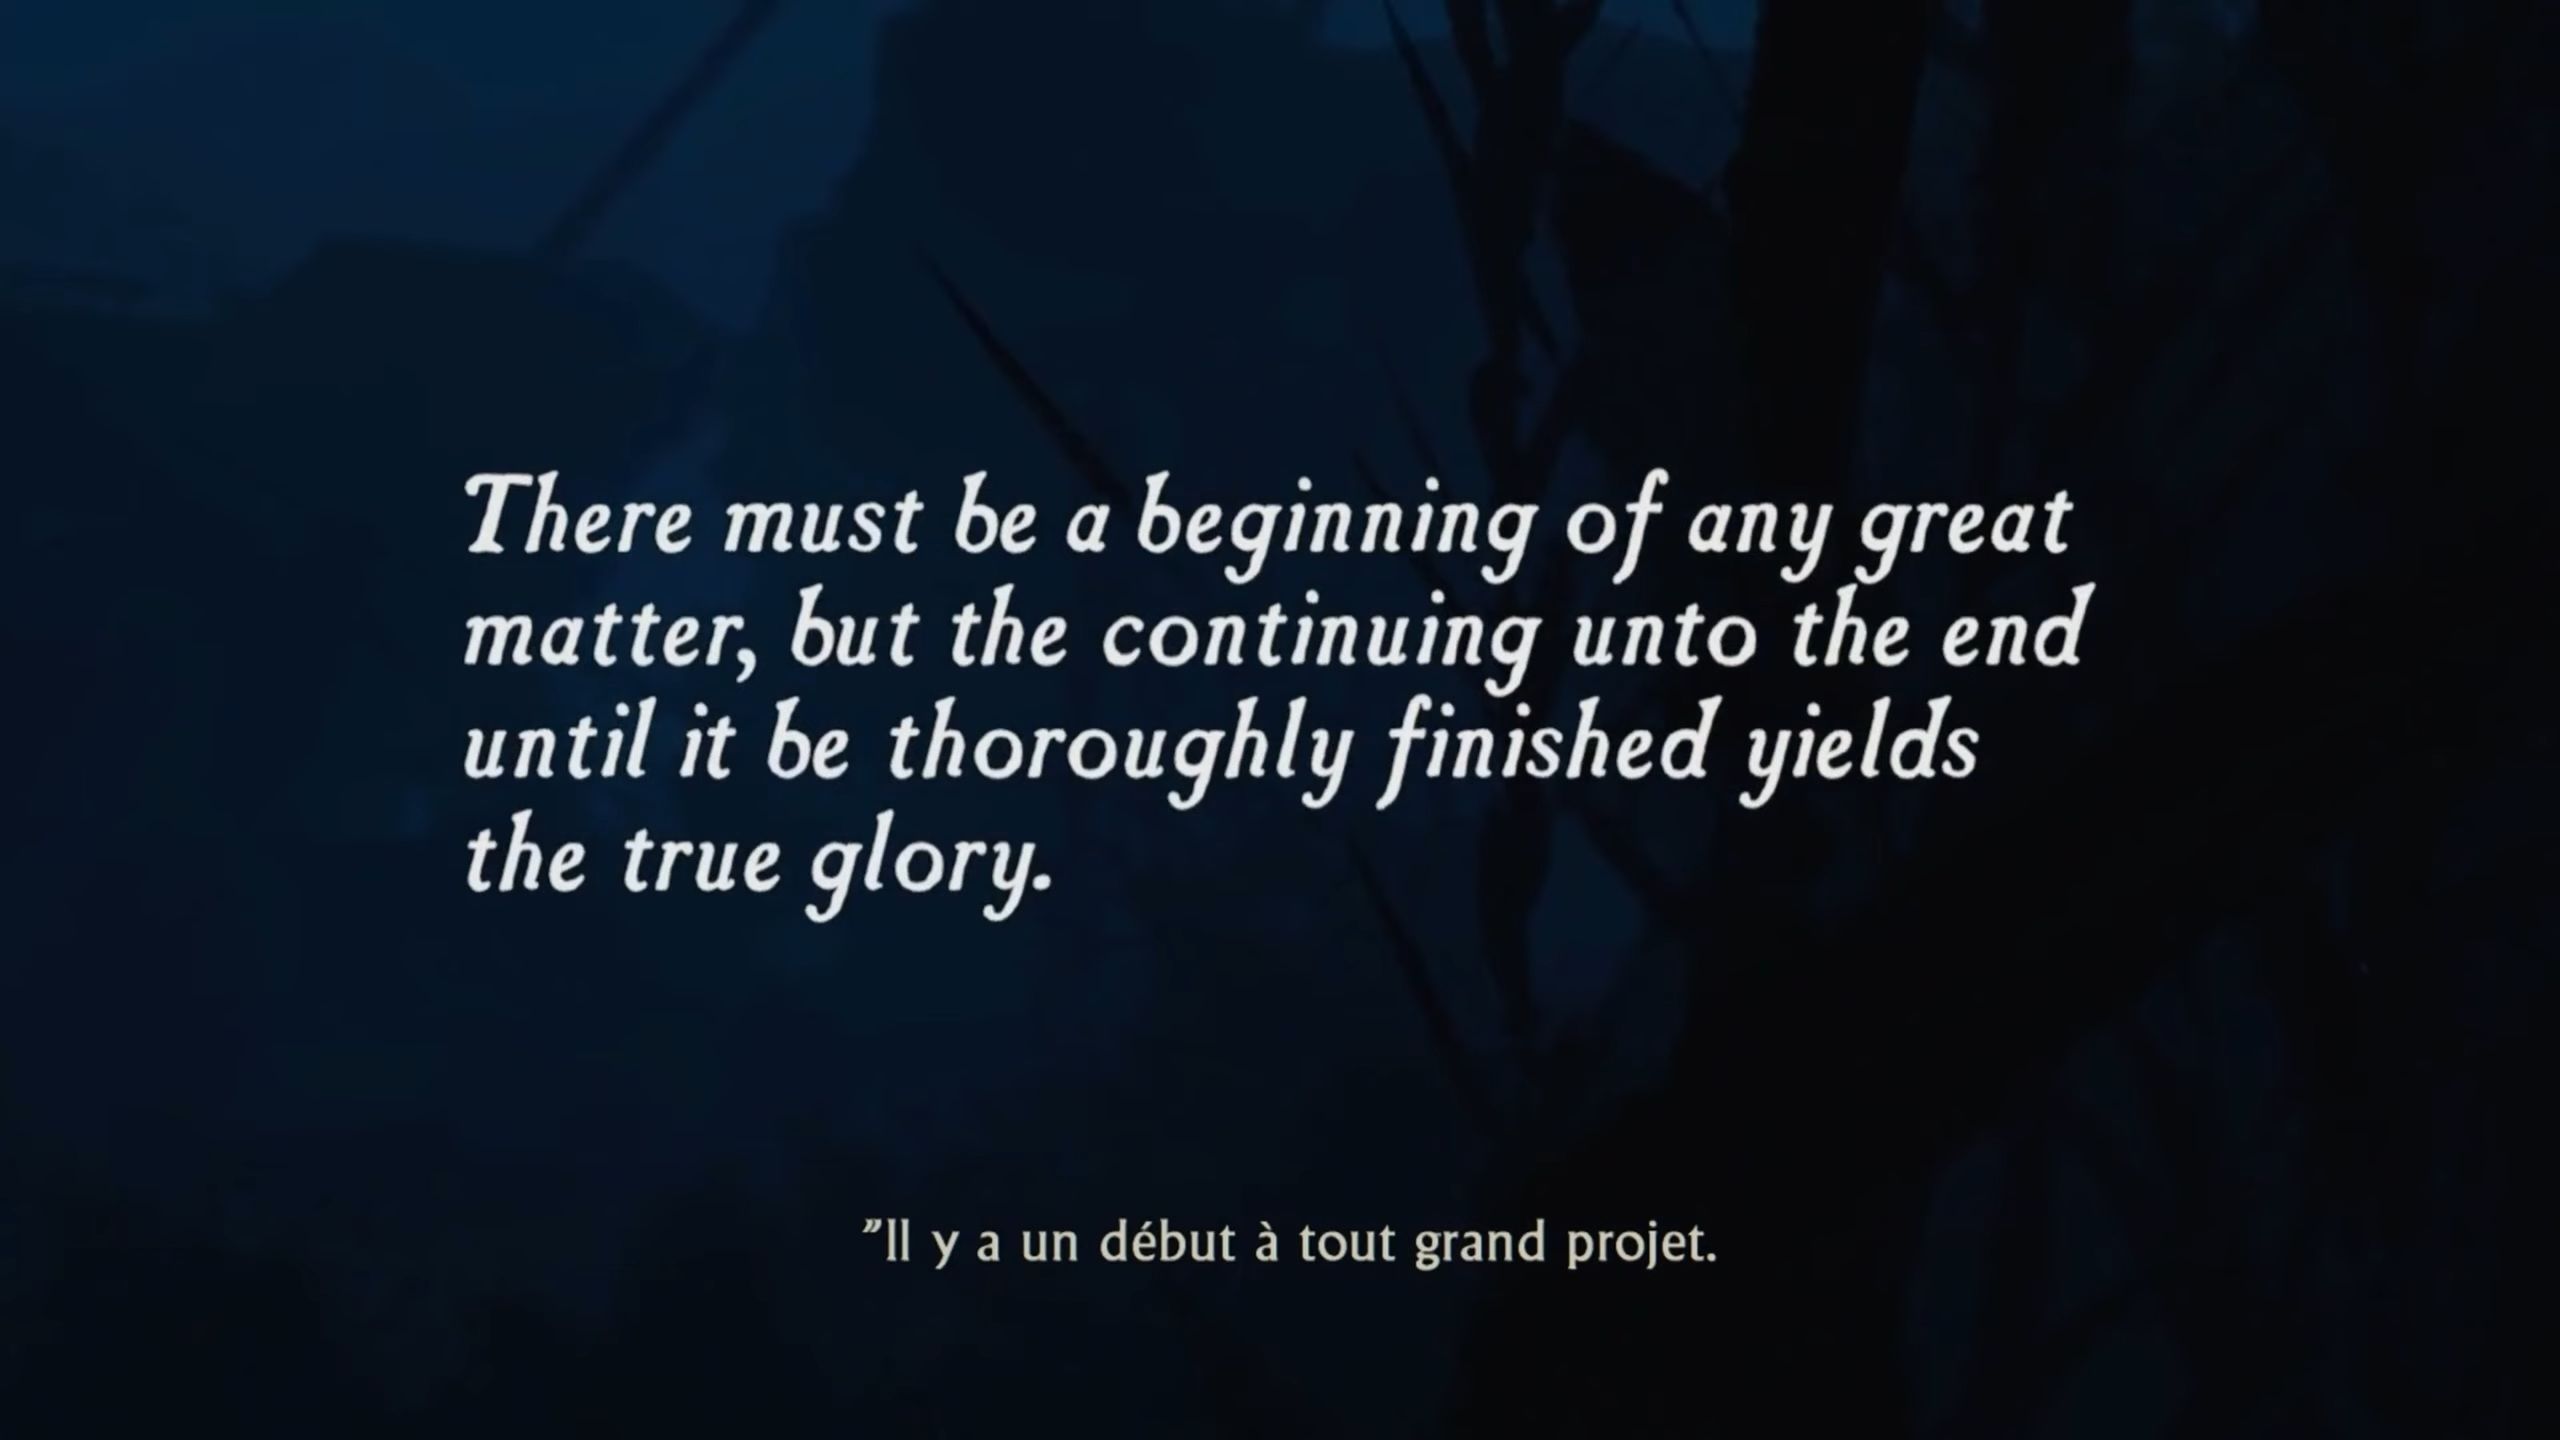 There must be a beginning of any great
matter, but the continuing unto the end
until it be thoroughly finished yields
the true glory.
"Il y a un début à tout grand projet.